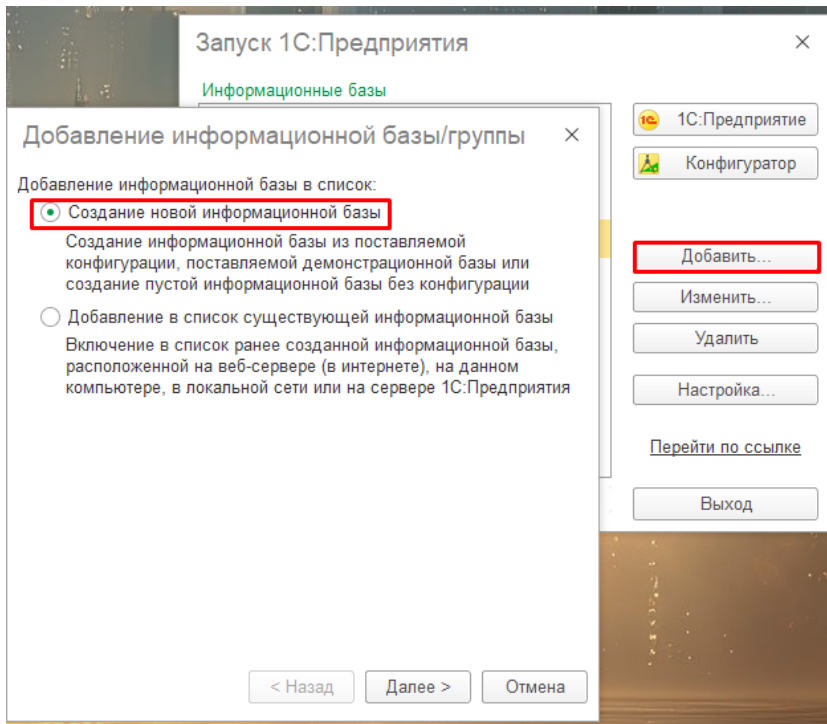 Запуск 1С:Предприятия
Информационные базы
1С:Предприятие
Конфигуратор
Добавить...
Изменить...
Удалить
Настройка...
Перейти по ссылке
Выход
Добавление информационной базы/группы
Добавление информационной базы в список:
Создание новой информационной базы
Создание информационной базы из поставляемой
конфигурации, поставляемой демонстрационной базы или
создание пустой информационной базы без конфигурации
Добавление в список существующей информационной базы
Включение в список ранее созданной информационной базы,
расположенной на веб-сервере (в интернете), на данном
компьютере, в локальной сети или на сервере 1С:Предприятия
< Назад
Далее >
Отмена